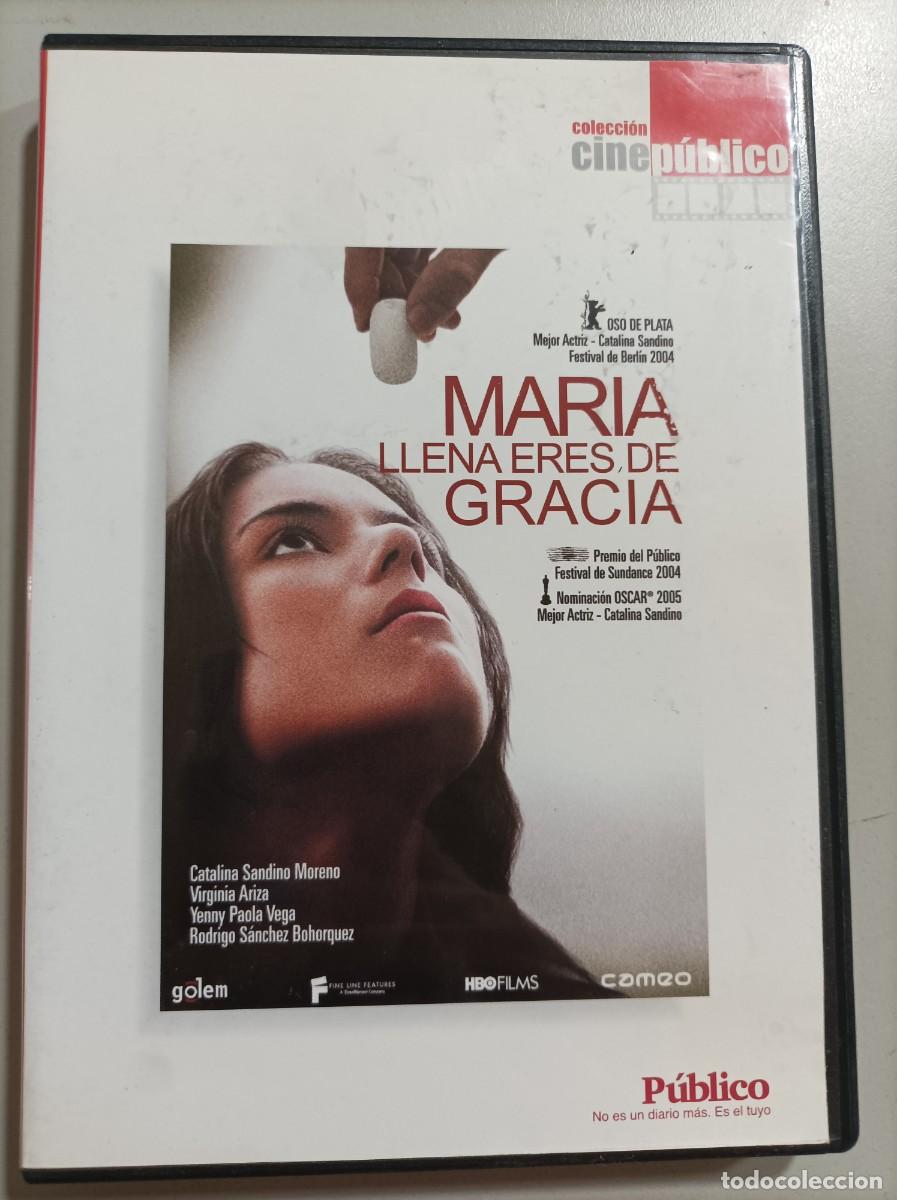 colección
cine público
OSO DE PLATA
Mejor Actriz - Catalina Sandino
Festival de Berlín 2004
MARIA
LLENA ERES DE
GRACIA
Premio del Público
Festival de Sundance 2004
Nominación OSCAR® 2005
Mejor Actriz - Catalina Sandino
Catalina Sandino Moreno
Virginia Ariza
Yenny Paola Vega
Rodrigo Sánchez Bohorquez
golem
F FINE LINE FEATURES
HBO FILMS
cameo
Público
No es un diario más. Es el tuyo
todocoleccion